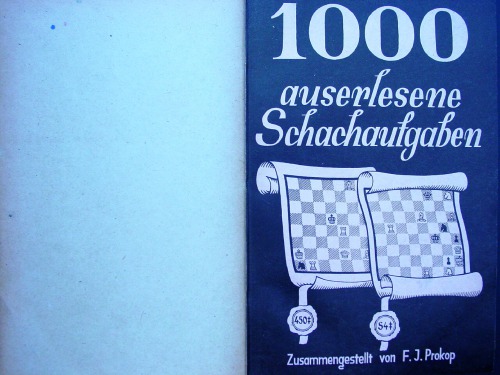 1000
auserlesene
Schachaufgaben
450‡ S4‡
Zusammengestellt von F. J. Prokop